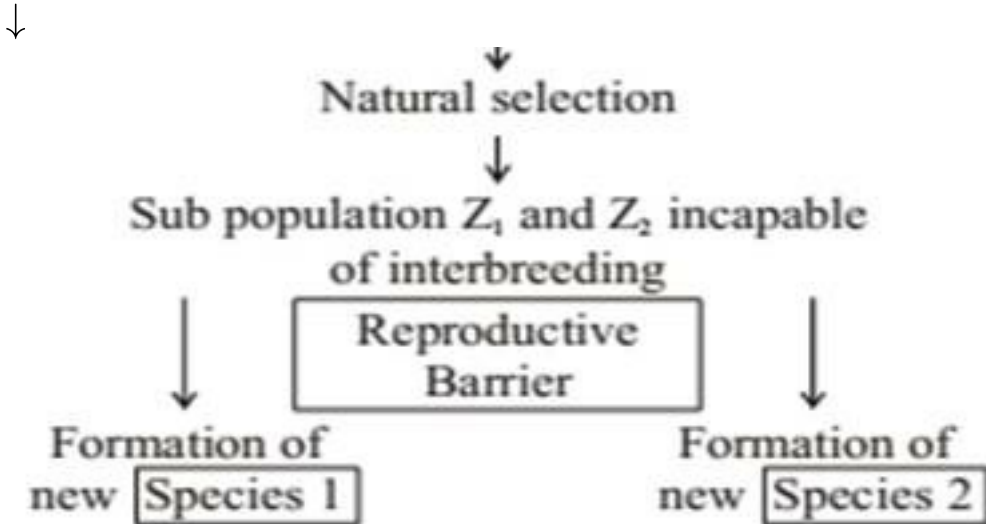 Natural selection
Sub population Z₁ and Z₂ incapable
of interbreeding
Reproductive
Barrier
Formation of Formation of
new Species 1 new Species 2